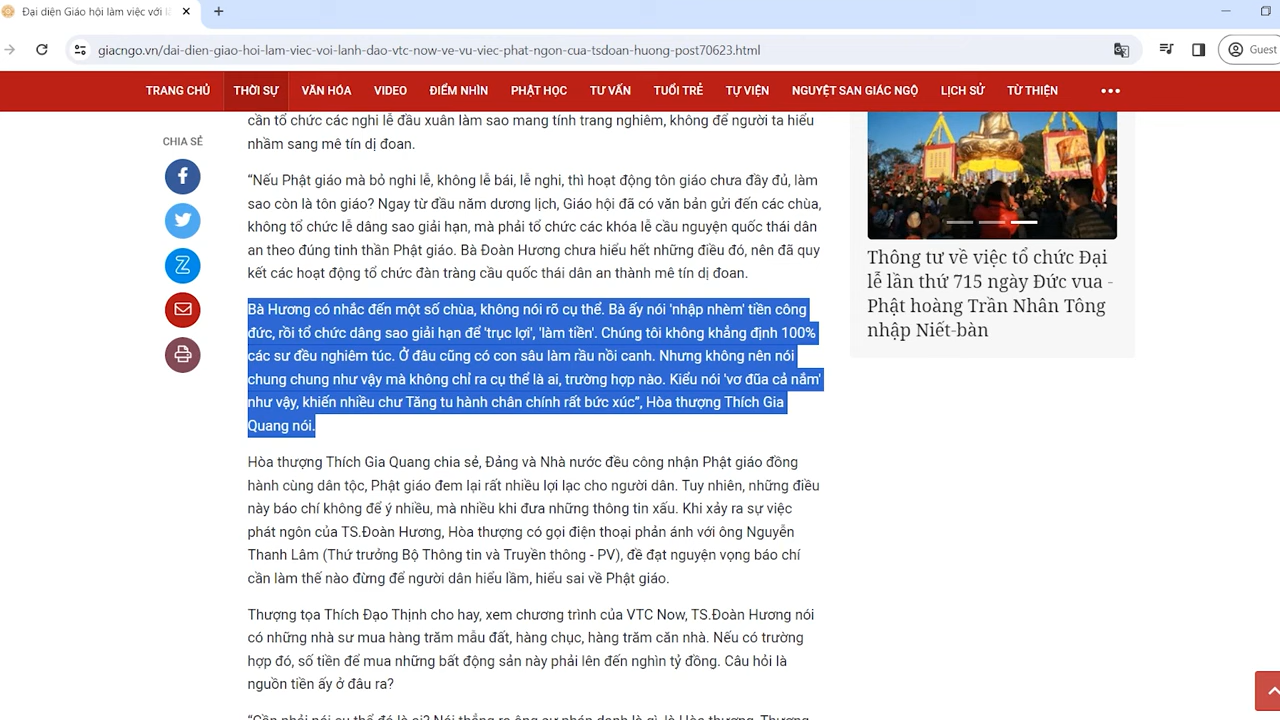 Đại diện Giáo hội làm việc với
giacngo.vn/dai-dien-giao-hoi-lam-viec-voi-lanh-dao-vtc-now-ve-vu-viec-phat-ngon-cua-tsdoan-huong-post70623.html
Guest
TRANG CHỦ THỜI SỰ VĂN HÓA VIDEO ĐIỂM NHÌN PHẬT HỌC TƯ VẤN TUỔI TRẺ TỰ VIỆN NGUYỆT SAN GIÁC NGỘ LỊCH SỬ TỪ THIỆN
CHIA SẺ
cần tổ chức các nghi lễ đầu xuân làm sao mang tính trang nghiêm, không để người ta hiểu
nhầm sang mê tín dị đoan.
“Nếu Phật giáo mà bỏ nghi lễ, không lễ bái, lễ nghi, thì hoạt động tôn giáo chưa đầy đủ, làm
sao còn là tôn giáo? Ngay từ đầu năm dương lịch, Giáo hội đã có văn bản gửi đến các chùa,
không tổ chức lễ dâng sao giải hạn, mà phải tổ chức các khóa lễ cầu nguyện quốc thái dân
an theo đúng tinh thần Phật giáo. Bà Đoàn Hương chưa hiểu hết những điều đó, nên đã quy
kết các hoạt động tổ chức đàn tràng cầu quốc thái dân an thành mê tín dị đoan.
Bà Hương có nhắc đến một số chùa, không nói rõ cụ thể. Bà ấy nói 'nhập nhèm' tiền công
đức, rồi tổ chức dâng sao giải hạn để 'trục lợi', 'làm tiền'. Chúng tôi không khẳng định 100%
các sư đều nghiêm túc. Ở đâu cũng có con sâu làm rầu nồi canh. Nhưng không nên nói
chung chung như vậy mà không chỉ ra cụ thể là ai, trường hợp nào. Kiểu nói 'vơ đũa cả nắm'
như vậy, khiến nhiều chư Tăng tu hành chân chính rất bức xúc”, Hòa thượng Thích Gia
Quang nói.
Hòa thượng Thích Gia Quang chia sẻ, Đảng và Nhà nước đều công nhận Phật giáo đồng
hành cùng dân tộc, Phật giáo đem lại rất nhiều lợi lạc cho người dân. Tuy nhiên, những điều
này báo chí không để ý nhiều, mà nhiều khi đưa những thông tin xấu. Khi xảy ra sự việc
phát ngôn của TS.Đoàn Hương, Hòa thượng có gọi điện thoại phản ánh với ông Nguyễn
Thanh Lâm (Thứ trưởng Bộ Thông tin và Truyền thông - PV), đề đạt nguyện vọng báo chí
cần làm thế nào đừng để người dân hiểu lầm, hiểu sai về Phật giáo.
Thượng tọa Thích Đạo Thịnh cho hay, xem chương trình của VTC Now, TS.Đoàn Hương nói
có những nhà sư mua hàng trăm mẫu đất, hàng chục, hàng trăm căn nhà. Nếu có trường
hợp đó, số tiền để mua những bất động sản này phải lên đến nghìn tỷ đồng. Câu hỏi là
nguồn tiền ấy ở đâu ra?
Thông tư về việc tổ chức Đại
lễ lần thứ 715 ngày Đức vua -
Phật hoàng Trần Nhân Tông
nhập Niết-bàn